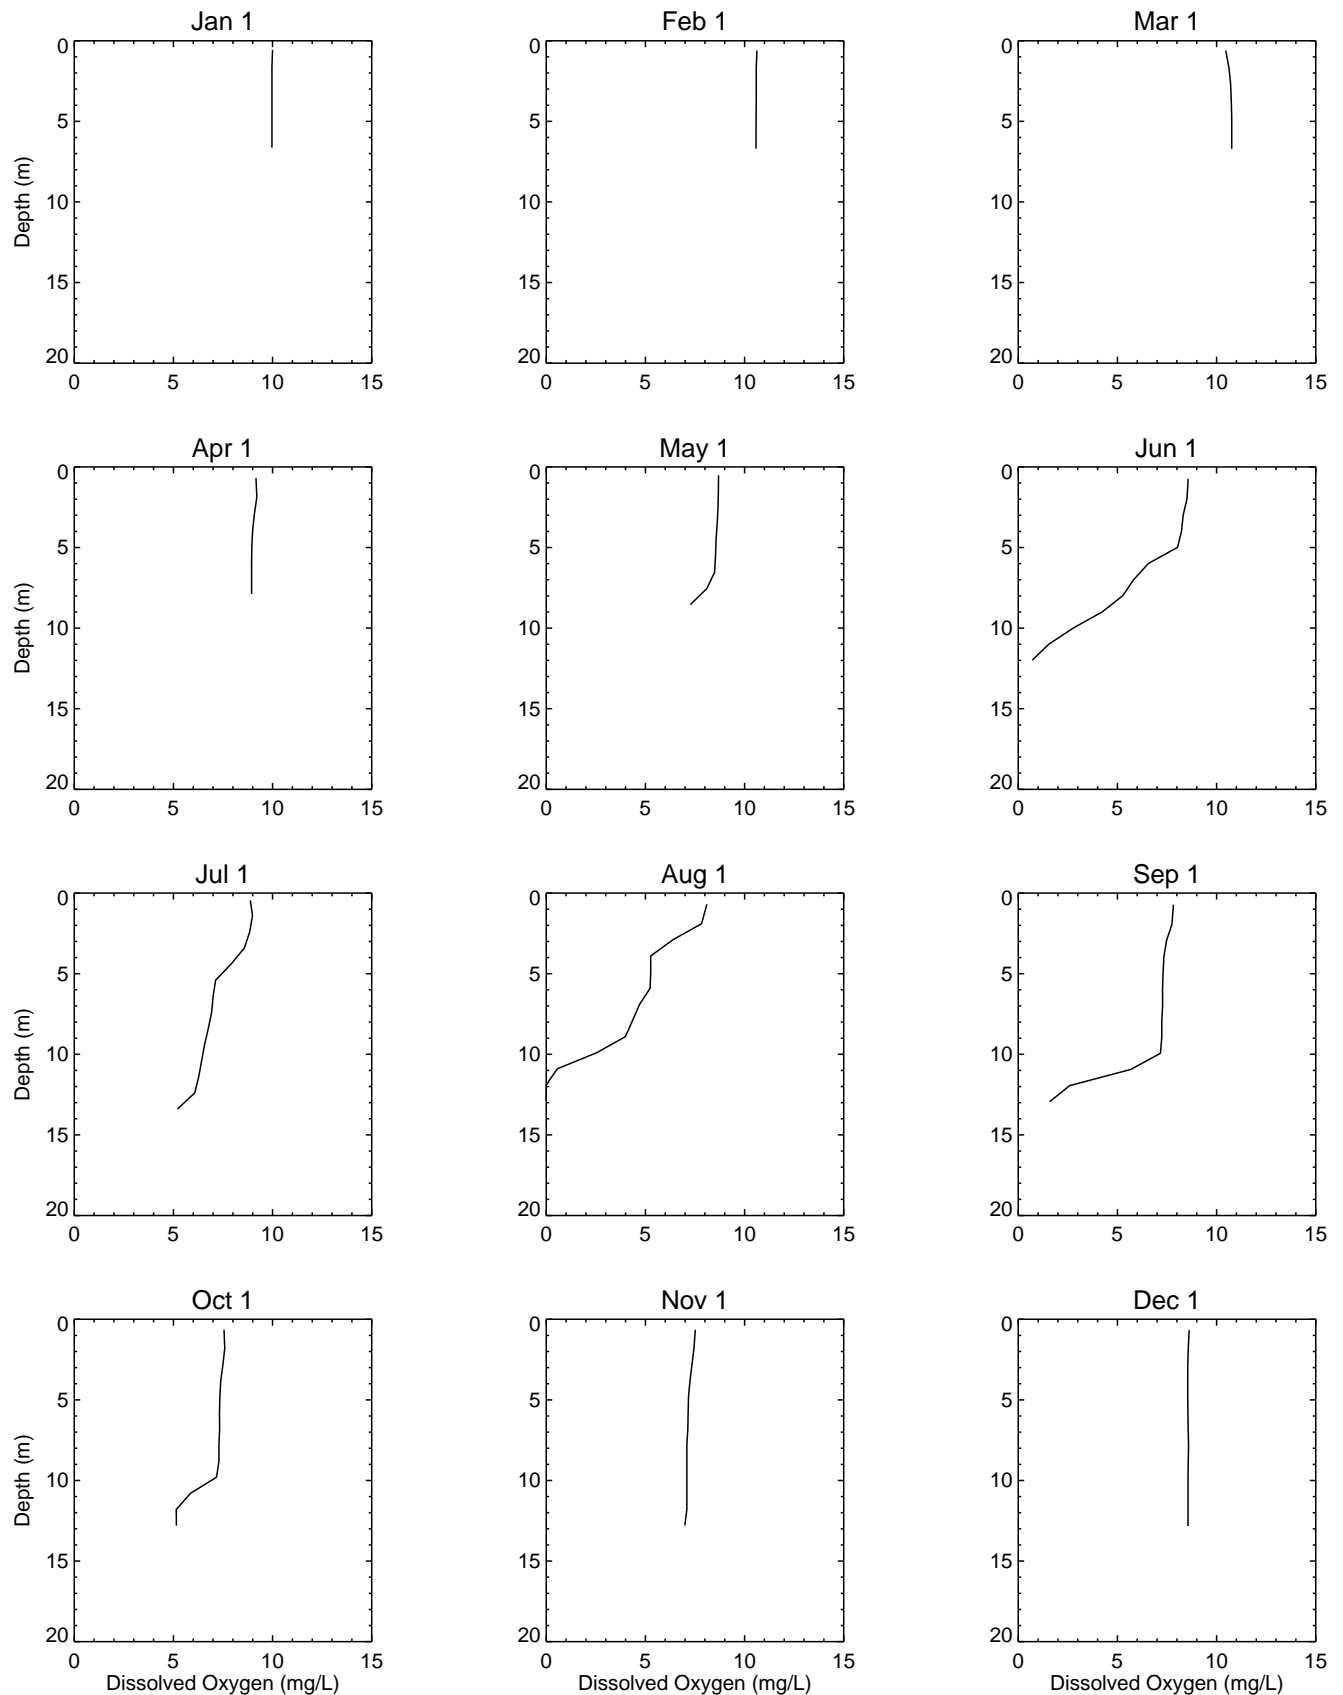 Jan 1 Feb 1 Mar 1
0 0 0
5 5 5
10 10 10
15 15 15
20 20 20
Depth (m)
0 5 10 15 0 5 10 15 0 5 10 15
Apr 1 May 1 Jun 1
0 0 0
5 5 5
10 10 10
15 15 15
20 20 20
Depth (m)
0 5 10 15 0 5 10 15 0 5 10 15
Jul 1 Aug 1 Sep 1
0 0 0
5 5 5
10 10 10
15 15 15
20 20 20
Depth (m)
0 5 10 15 0 5 10 15 0 5 10 15
Oct 1 Nov 1 Dec 1
0 0 0
5 5 5
10 10 10
15 15 15
20 20 20
Depth (m)
0 5 10 15 0 5 10 15 0 5 10 15
Dissolved Oxygen (mg/L) Dissolved Oxygen (mg/L) Dissolved Oxygen (mg/L)